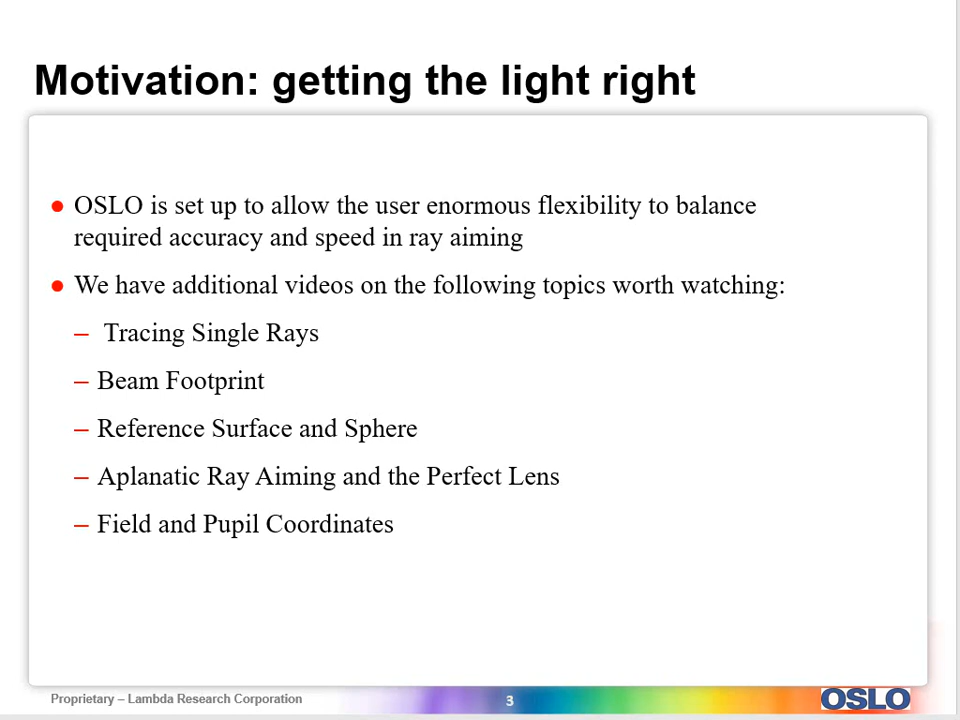 Motivation: getting the light right
● OSLO is set up to allow the user enormous flexibility to balance
required accuracy and speed in ray aiming
● We have additional videos on the following topics worth watching:
– Tracing Single Rays
– Beam Footprint
– Reference Surface and Sphere
– Aplanatic Ray Aiming and the Perfect Lens
– Field and Pupil Coordinates
Proprietary – Lambda Research Corporation
3
OSLO